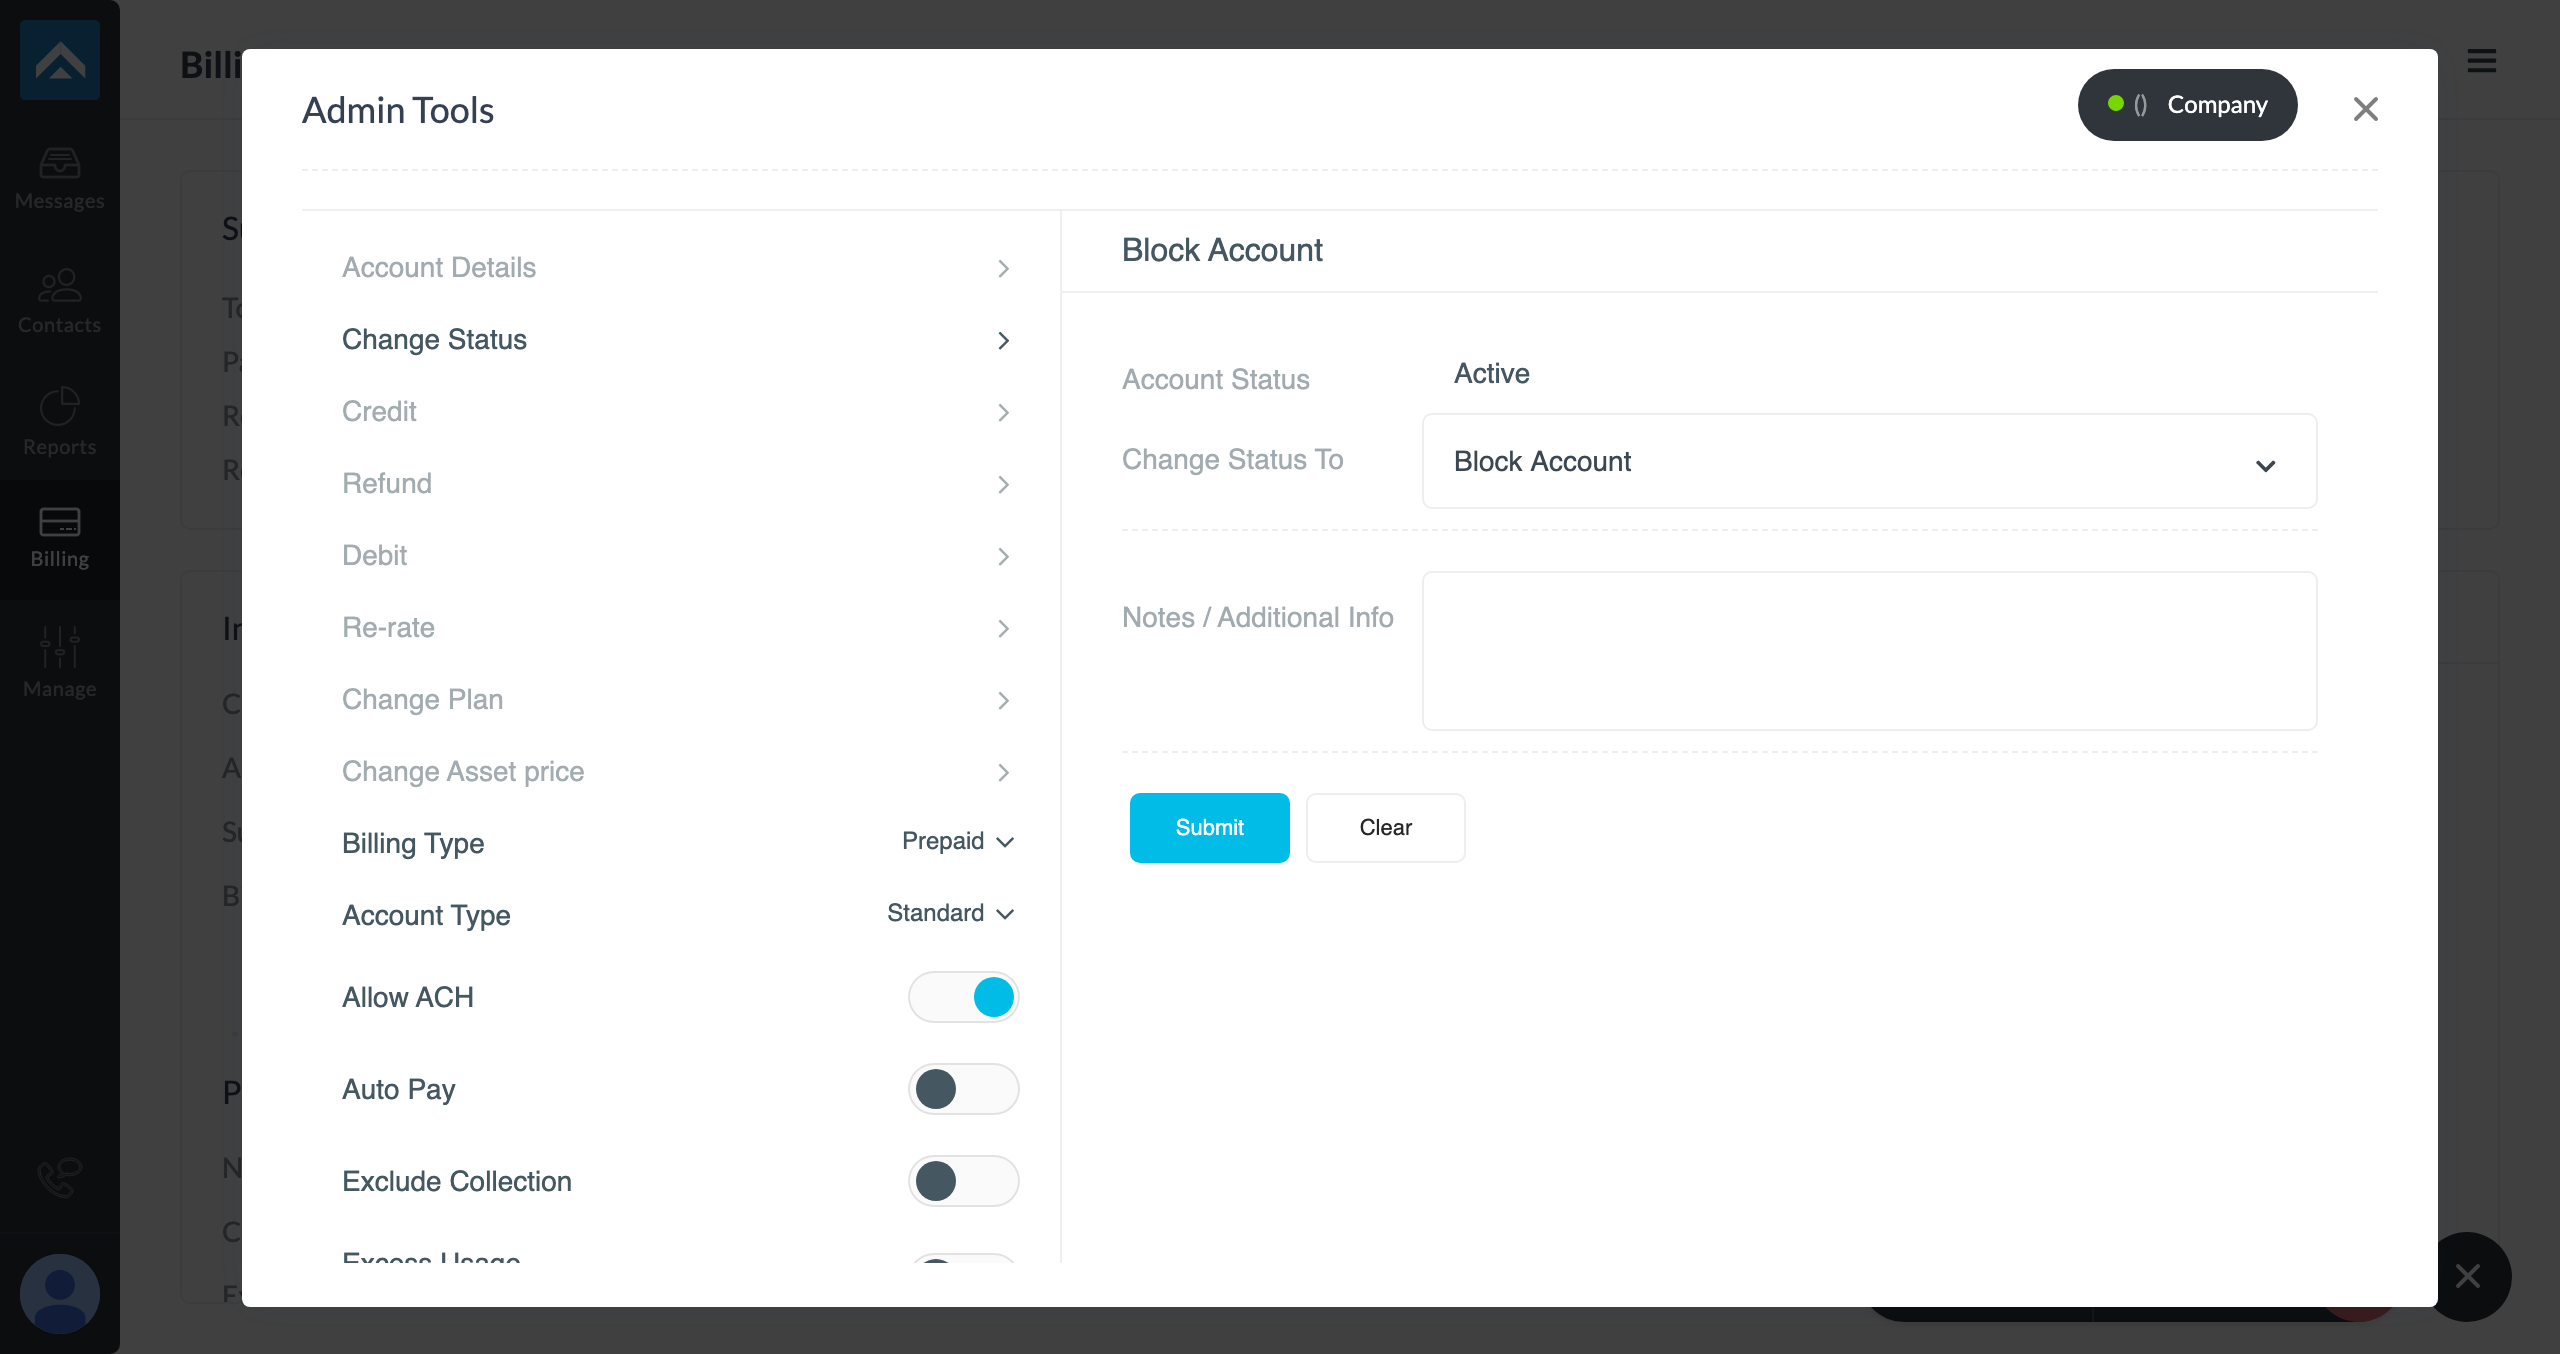 Billi
Admin Tools
() Company
Messages
Contacts
Reports
Billing
Manage
Account Details
Change Status
Credit
Refund
Debit
Re-rate
Change Plan
Change Asset price
Billing Type Prepaid
Account Type Standard
Allow ACH
Auto Pay
Exclude Collection
Excess Usage
Block Account
Account Status Active
Change Status To Block Account
Notes / Additional Info
Submit Clear